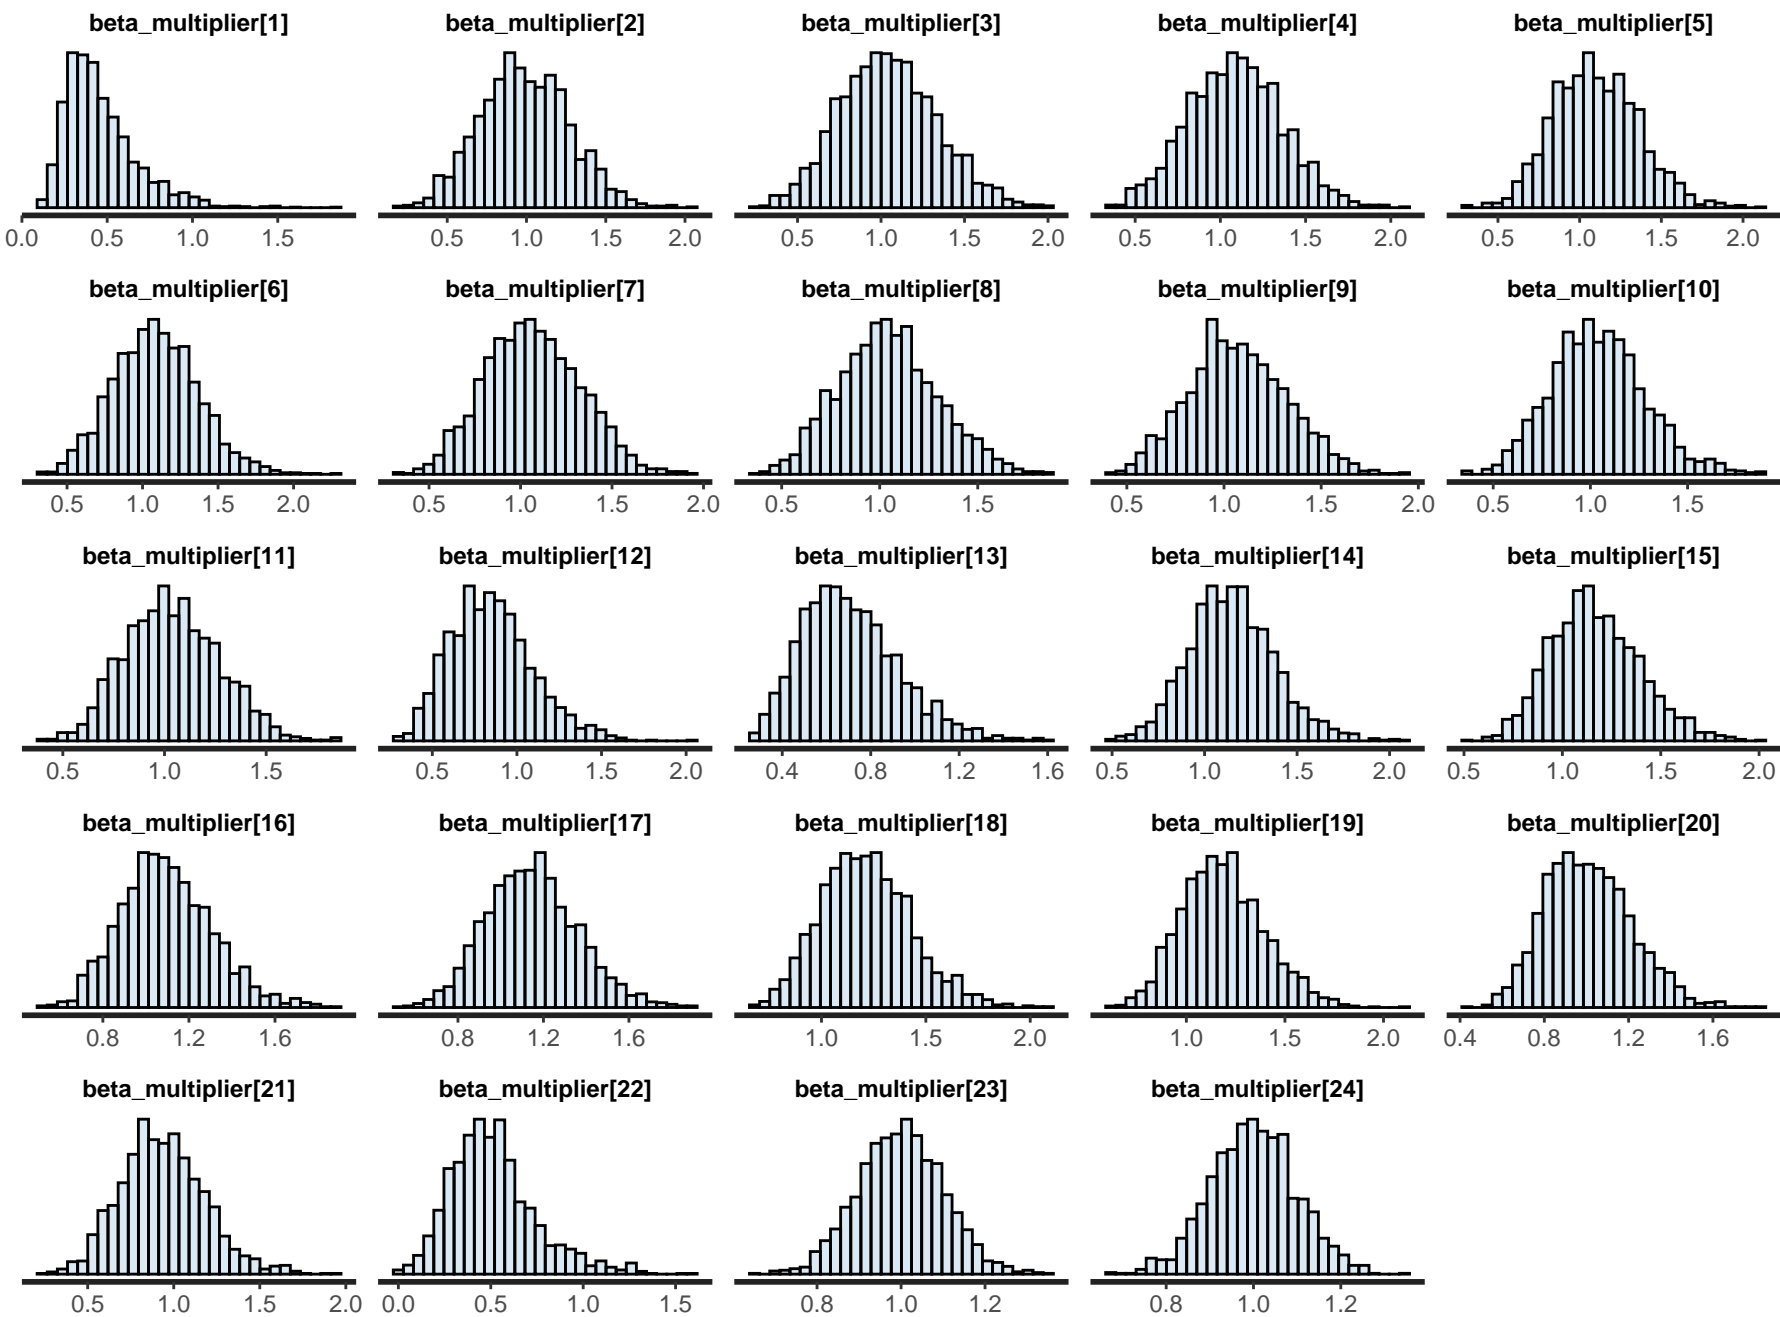 beta_multiplier[1] beta_multiplier[2] beta_multiplier[3] beta_multiplier[4] beta_multiplier[5]
0.0 0.5 1.0 1.5 0.5 1.0 1.5 2.0 0.5 1.0 1.5 2.0 0.5 1.0 1.5 2.0 0.5 1.0 1.5 2.0
beta_multiplier[6] beta_multiplier[7] beta_multiplier[8] beta_multiplier[9] beta_multiplier[10]
0.5 1.0 1.5 2.0 0.5 1.0 1.5 2.0 0.5 1.0 1.5 0.5 1.0 1.5 2.0 0.5 1.0 1.5
beta_multiplier[11] beta_multiplier[12] beta_multiplier[13] beta_multiplier[14] beta_multiplier[15]
0.5 1.0 1.5 0.5 1.0 1.5 2.0 0.4 0.8 1.2 1.6 0.5 1.0 1.5 2.0 0.5 1.0 1.5 2.0
beta_multiplier[16] beta_multiplier[17] beta_multiplier[18] beta_multiplier[19] beta_multiplier[20]
0.8 1.2 1.6 0.8 1.2 1.6 1.0 1.5 2.0 1.0 1.5 2.0 0.4 0.8 1.2 1.6
beta_multiplier[21] beta_multiplier[22] beta_multiplier[23] beta_multiplier[24]
0.5 1.0 1.5 2.0 0.0 0.5 1.0 1.5 0.8 1.0 1.2 0.8 1.0 1.2